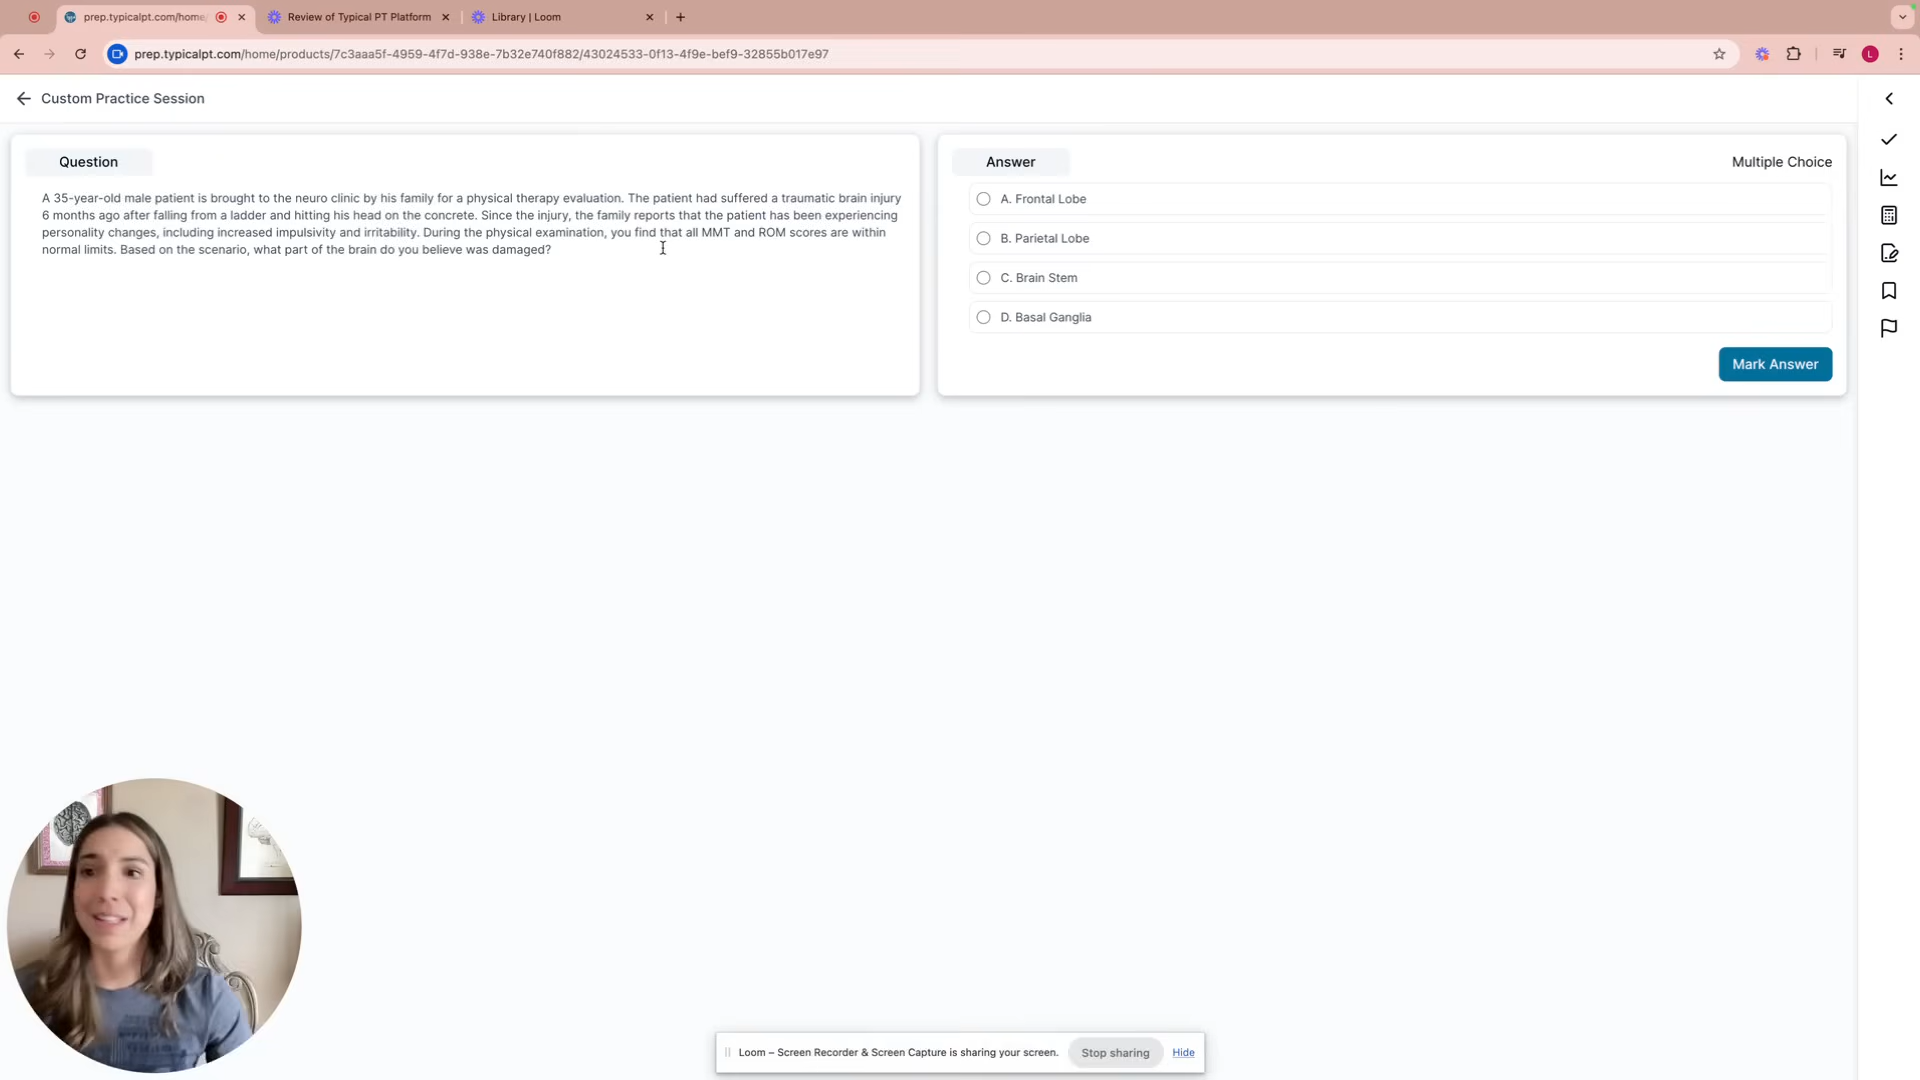 prep.typicalpt.com/home/
Review of Typical PT Platform
Library | Loom
prep.typicalpt.com/home/products/7c3aaa5f-4959-4f7d-938e-7b32e740f882/43024533-0f13-4f9e-bef9-32855b017e97
L
Custom Practice Session
Question
A 35-year-old male patient is brought to the neuro clinic by his family for a physical therapy evaluation. The patient had suffered a traumatic brain injury
6 months ago after falling from a ladder and hitting his head on the concrete. Since the injury, the family reports that the patient has been experiencing
personality changes, including increased impulsivity and irritability. During the physical examination, you find that all MMT and ROM scores are within
normal limits. Based on the scenario, what part of the brain do you believe was damaged?
Answer
Multiple Choice
A. Frontal Lobe
B. Parietal Lobe
C. Brain Stem
D. Basal Ganglia
Mark Answer
Loom – Screen Recorder & Screen Capture is sharing your screen.
Stop sharing
Hide